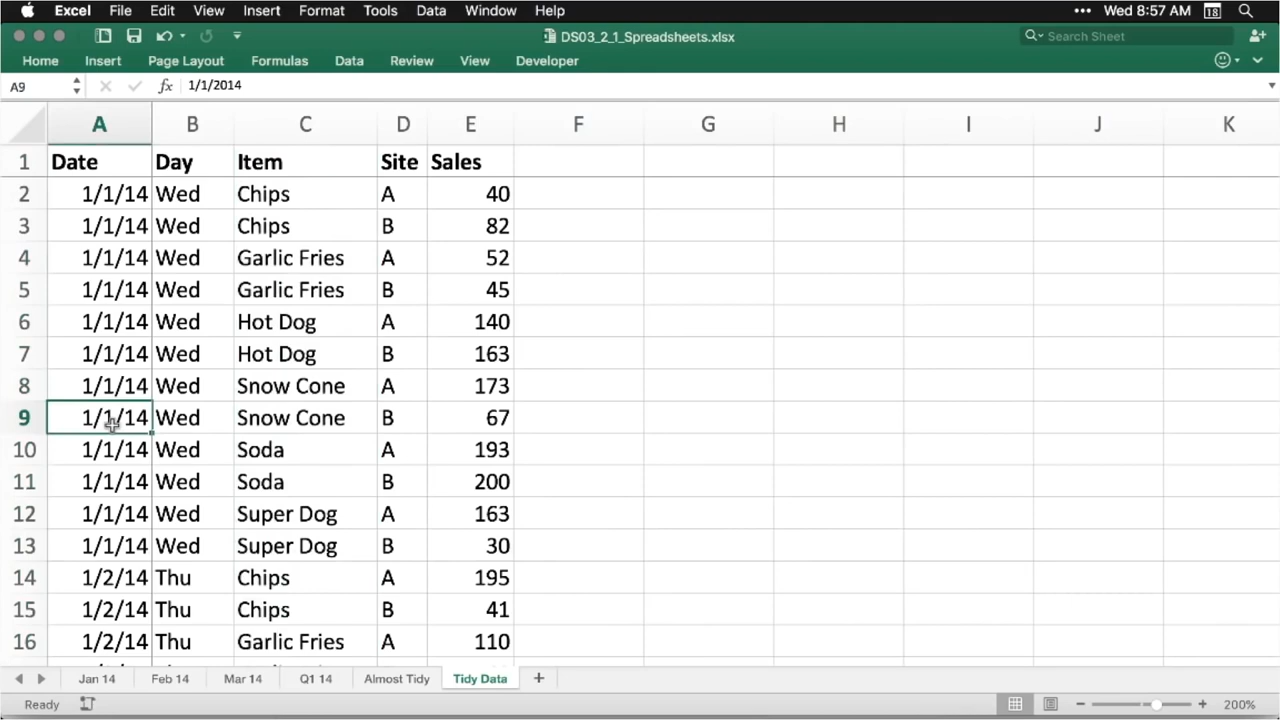 Excel File Edit View Insert Format Tools Data Window Help ••• Wed 8:57 AM 18
DS03_2_1_Spreadsheets.xlsx Search Sheet
Home Insert Page Layout Formulas Data Review View Developer
A9 fx 1/1/2014
A B C D E F G H I J K
1 Date Day Item Site Sales
2 1/1/14 Wed Chips A 40
3 1/1/14 Wed Chips B 82
4 1/1/14 Wed Garlic Fries A 52
5 1/1/14 Wed Garlic Fries B 45
6 1/1/14 Wed Hot Dog A 140
7 1/1/14 Wed Hot Dog B 163
8 1/1/14 Wed Snow Cone A 173
9 1/1/14 Wed Snow Cone B 67
10 1/1/14 Wed Soda A 193
11 1/1/14 Wed Soda B 200
12 1/1/14 Wed Super Dog A 163
13 1/1/14 Wed Super Dog B 30
14 1/2/14 Thu Chips A 195
15 1/2/14 Thu Chips B 41
16 1/2/14 Thu Garlic Fries A 110
Jan 14 Feb 14 Mar 14 Q1 14 Almost Tidy Tidy Data +
Ready 200%